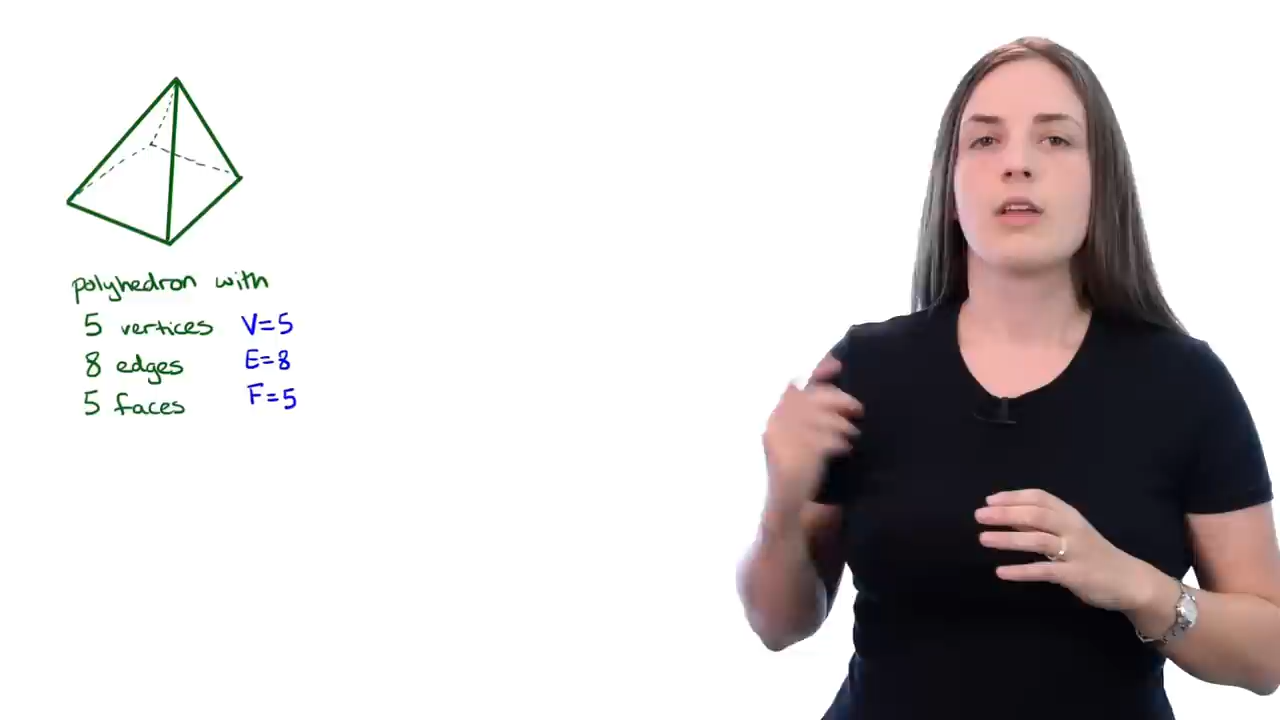 polyhedron with
5 vertices V=5
8 edges E=8
5 faces F=5